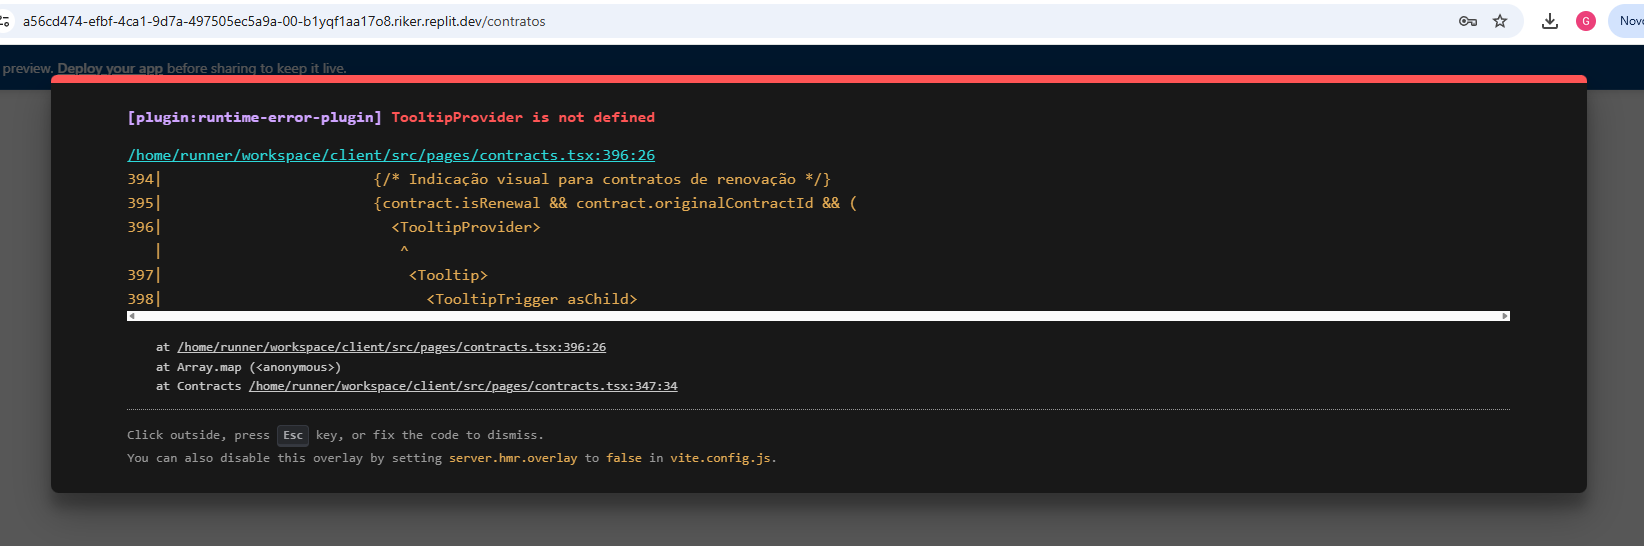 a56cd474-efbf-4ca1-9d7a-497505ec5a9a-00-b1yqf1aa17o8.riker.replit.dev/contratos
G
preview. Deploy your app before sharing to keep it live.
[plugin:runtime-error-plugin] TooltipProvider is not defined
/home/runner/workspace/client/src/pages/contracts.tsx:396:26
394| {/* Indicação visual para contratos de renovação */}
395| {contract.isRenewal && contract.originalContractId && (
396| <TooltipProvider>
| ^
397| <Tooltip>
398| <TooltipTrigger asChild>
at /home/runner/workspace/client/src/pages/contracts.tsx:396:26
at Array.map (<anonymous>)
at Contracts /home/runner/workspace/client/src/pages/contracts.tsx:347:34
Click outside, press Esc key, or fix the code to dismiss.
You can also disable this overlay by setting server.hmr.overlay to false in vite.config.js.